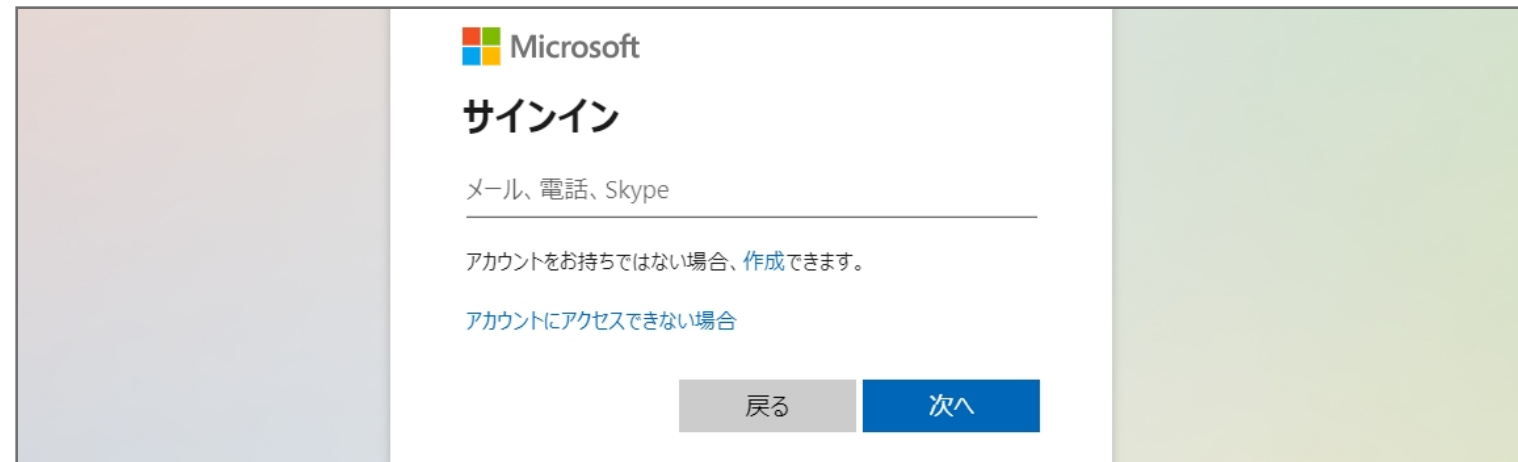 Microsoft
サインイン
メール、電話、Skype
アカウントをお持ちではない場合、作成できます。
アカウントにアクセスできない場合
戻る 次へ